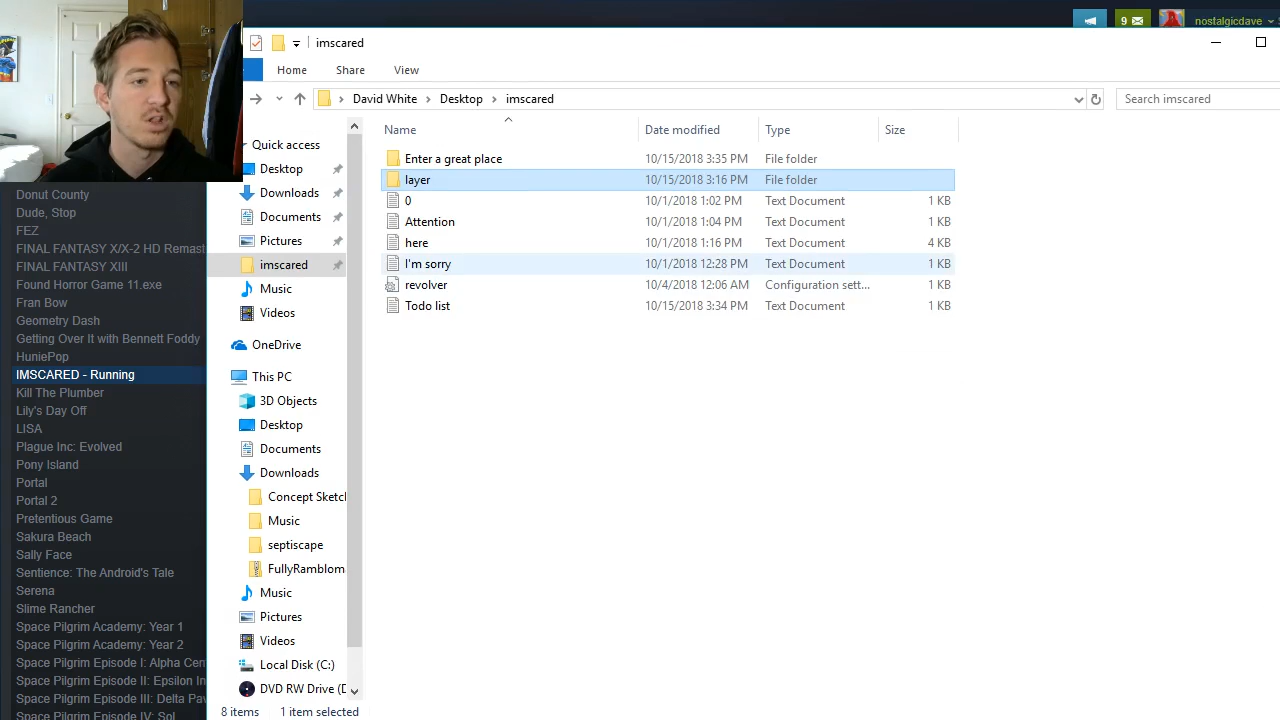 9
nostalgicdave
imscared
Home Share View
David White > Desktop > imscared
Search imscared
Name Date modified Type Size
Enter a great place 10/15/2018 3:35 PM File folder
layer 10/15/2018 3:16 PM File folder
0 10/1/2018 1:02 PM Text Document 1 KB
Attention 10/1/2018 1:04 PM Text Document 1 KB
here 10/1/2018 1:16 PM Text Document 4 KB
I'm sorry 10/1/2018 12:28 PM Text Document 1 KB
revolver 10/4/2018 12:06 AM Configuration sett... 1 KB
Todo list 10/15/2018 3:34 PM Text Document 1 KB
Quick access
Desktop
Downloads
Documents
Pictures
imscared
Music
Videos
OneDrive
This PC
3D Objects
Desktop
Documents
Downloads
Concept Sketch
Music
septiscape
FullyRamblom
Music
Pictures
Videos
Local Disk (C:)
DVD RW Drive (D
8 items 1 item selected
Donut County
Dude, Stop
FEZ
FINAL FANTASY X/X-2 HD Remast
FINAL FANTASY XIII
Found Horror Game 11.exe
Fran Bow
Geometry Dash
Getting Over It with Bennett Foddy
HuniePop
IMSCARED - Running
Kill The Plumber
Lily's Day Off
LISA
Plague Inc: Evolved
Pony Island
Portal
Portal 2
Pretentious Game
Sakura Beach
Sally Face
Sentience: The Android's Tale
Serena
Slime Rancher
Space Pilgrim Academy: Year 1
Space Pilgrim Academy: Year 2
Space Pilgrim Episode I: Alpha Cen
Space Pilgrim Episode II: Epsilon In
Space Pilgrim Episode III: Delta Pav
Space Pilgrim Episode IV: Sol